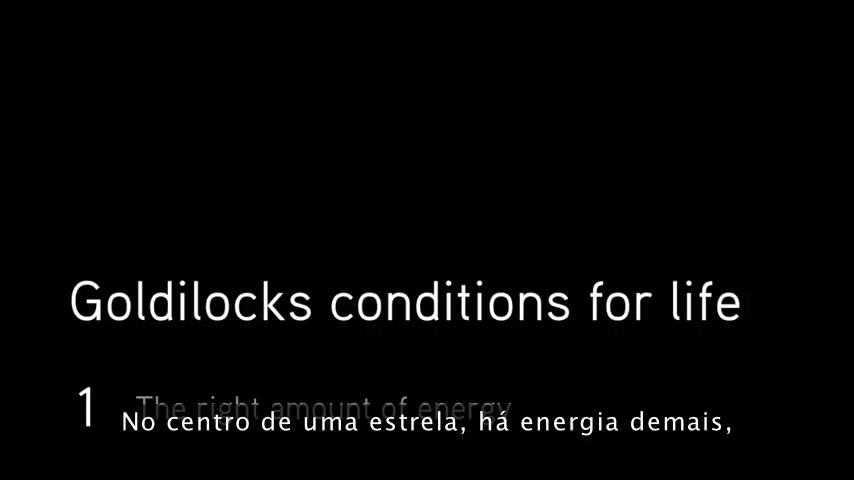 Goldilocks conditions for life
1 The right amount of energy
No centro de uma estrela, há energia demais,